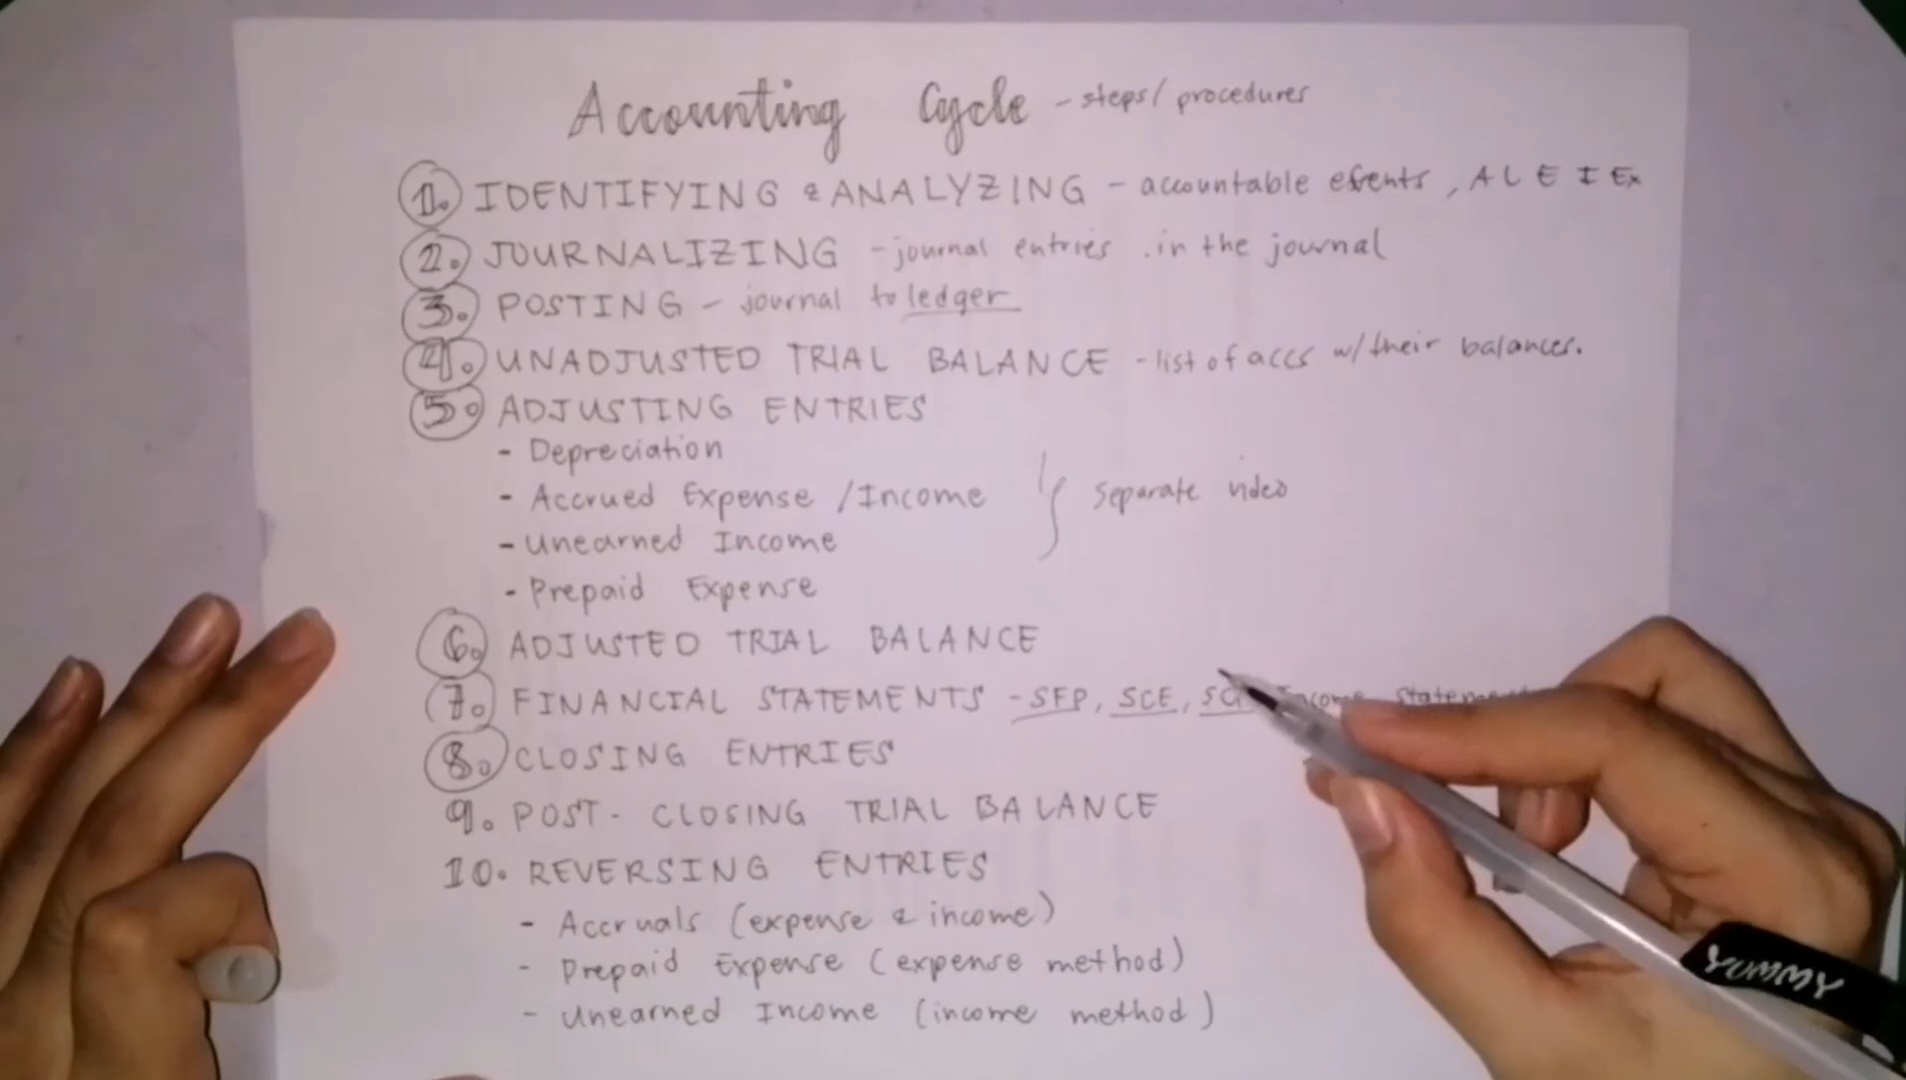 Accounting Cycle - steps/procedures
1. IDENTIFYING & ANALYZING - accountable events, A L E I Ex
2. JOURNALIZING - journal entries in the journal
3. POSTING - journal to ledger
4. UNADJUSTED TRIAL BALANCE - list of accs w/ their balances.
5. ADJUSTING ENTRIES
- Depreciation
- Accrued Expense /Income } separate video
- Unearned Income
- Prepaid Expense
6. ADJUSTED TRIAL BALANCE
7. FINANCIAL STATEMENTS - SFP, SCE,
8. CLOSING ENTRIES
9. POST-CLOSING TRIAL BALANCE
10. REVERSING ENTRIES
- Accruals (expense & income)
- Prepaid Expense (expense method)
- Unearned Income (income method)
YUMMY